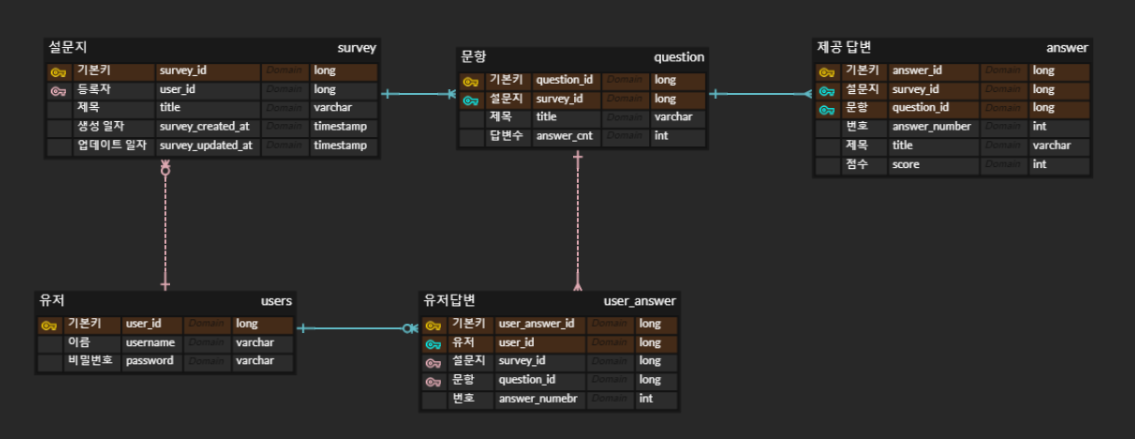 설문지 survey
기본키 survey_id Domain long
등록자 user_id Domain long
제목 title Domain varchar
생성 일자 survey_created_at Domain timestamp
업데이트 일자 survey_updated_at Domain timestamp
문항 question
기본키 question_id Domain long
설문지 survey_id Domain long
제목 title Domain varchar
답변수 answer_cnt Domain int
제공 답변 answer
기본키 answer_id Domain long
설문지 survey_id Domain long
문항 question_id Domain long
번호 answer_number Domain int
제목 title Domain varchar
점수 score Domain int
유저 users
기본키 user_id Domain long
이름 username Domain varchar
비밀번호 password Domain varchar
유저답변 user_answer
기본키 user_answer_id Domain long
유저 user_id Domain long
설문지 survey_id Domain long
문항 question_id Domain long
번호 answer_numebr Domain int